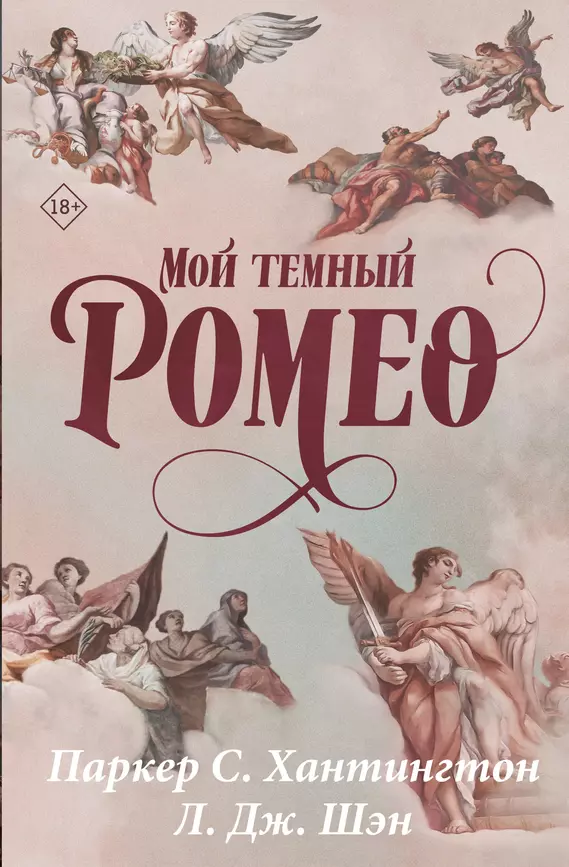 18+
Мой темный
Ромео
Паркер С. Хантингтон
Л. Дж. Шэн